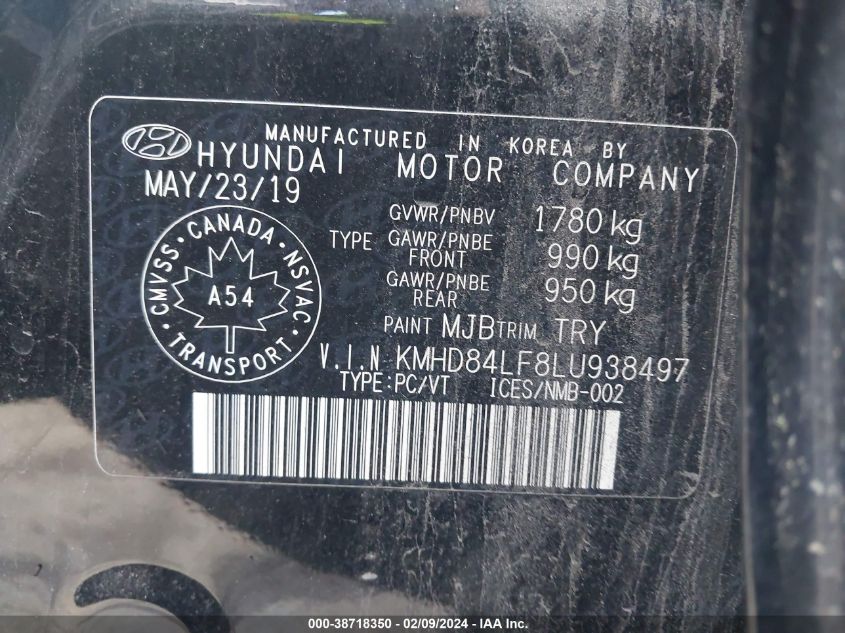 MANUFACTURED IN KOREA BY
HYUNDAI MOTOR COMPANY
MAY/23/19
GVWR/PNBV 1780 kg
TYPE GAWR/PNBE FRONT 990 kg
GAWR/PNBE REAR 950 kg
CANADA
CMVSS · NSVAC
A54
TRANSPORT
PAINT MJB TRIM TRY
V.I.N KMHD84LF8LU938497
TYPE:PC/VT ICES/NMB-002
000-38718350 - 02/09/2024 - IAA Inc.